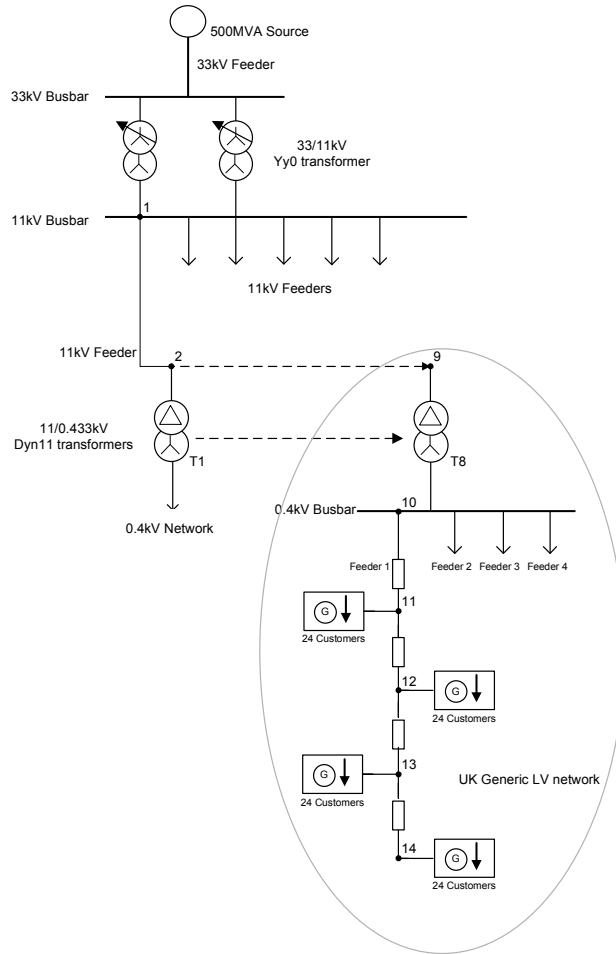 500MVA Source
33kV Feeder
33kV Busbar
33/11kV
Yy0 transformer
1
11kV Busbar
11kV Feeders
11kV Feeder
2
9
11/0.433kV
Dyn11 transformers
T1
T8
0.4kV Network
10
0.4kV Busbar
Feeder 1
Feeder 2
Feeder 3
Feeder 4
G
11
24 Customers
12
G
24 Customers
G
13
24 Customers
UK Generic LV network
14
G
24 Customers